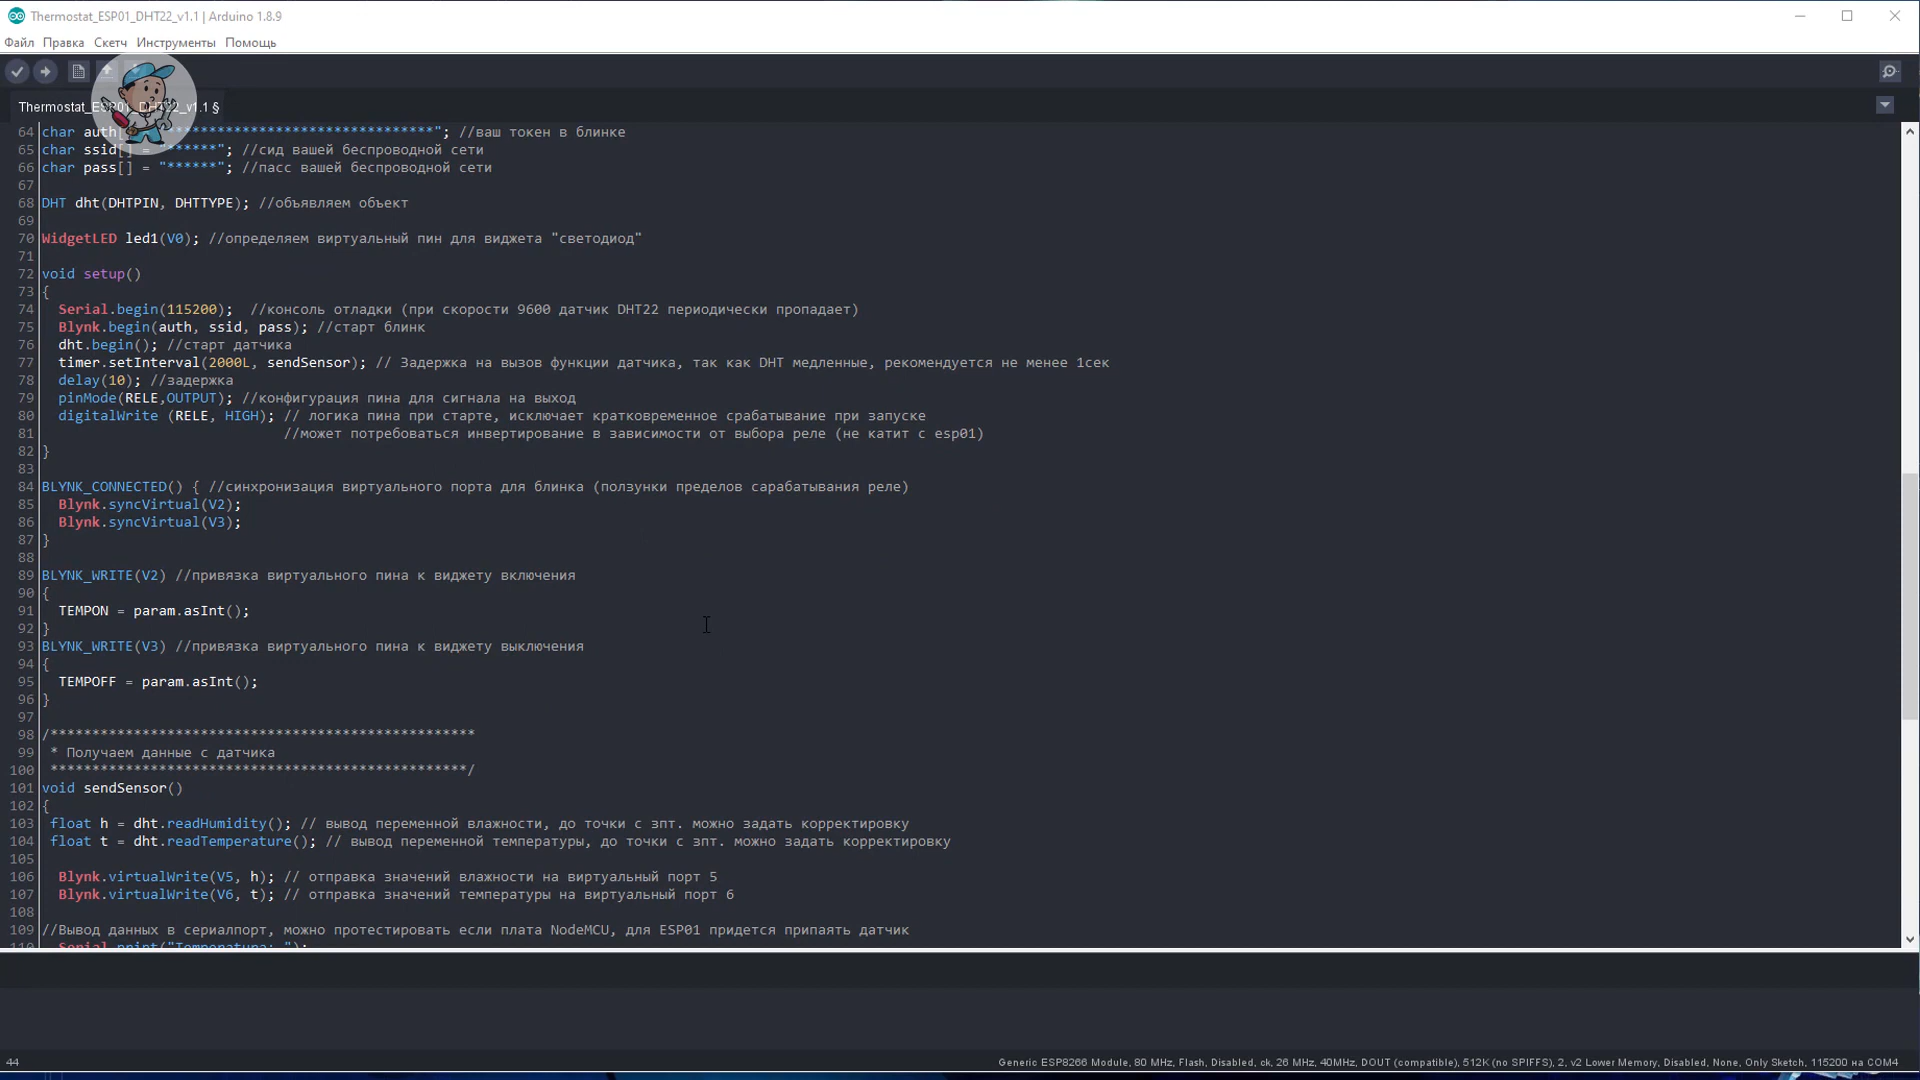 Thermostat_ESP01_DHT22_v1.1 | Arduino 1.8.9
Файл Правка Скетч Инструменты Помощь
Thermostat_ESP01_DHT22_v1.1 §
64 char auth[ ********************************"; //ваш токен в блинке
65 char ssid[] = "******"; //сид вашей беспроводной сети
66 char pass[] = "******"; //пасс вашей беспроводной сети
67
68 DHT dht(DHTPIN, DHTTYPE); //объявляем объект
69
70 WidgetLED led1(V0); //определяем виртуальный пин для виджета "светодиод"
71
72 void setup()
73 {
74 Serial.begin(115200); //консоль отладки (при скорости 9600 датчик DHT22 периодически пропадает)
75 Blynk.begin(auth, ssid, pass); //старт блинк
76 dht.begin(); //старт датчика
77 timer.setInterval(2000L, sendSensor); // Задержка на вызов функции датчика, так как DHT медленные, рекомендуется не менее 1сек
78 delay(10); //задержка
79 pinMode(RELE,OUTPUT); //конфигурация пина для сигнала на выход
80 digitalWrite (RELE, HIGH); // логика пина при старте, исключает кратковременное срабатывание при запуске
81 //может потребоваться инвертирование в зависимости от выбора реле (не катит с esp01)
82 }
83
84 BLYNK_CONNECTED() { //синхронизация виртуального порта для блинка (ползунки пределов сарабатывания реле)
85 Blynk.syncVirtual(V2);
86 Blynk.syncVirtual(V3);
87 }
88
89 BLYNK_WRITE(V2) //привязка виртуального пина к виджету включения
90 {
91 TEMPON = param.asInt();
92 }
93 BLYNK_WRITE(V3) //привязка виртуального пина к виджету выключения
94 {
95 TEMPOFF = param.asInt();
96 }
97
98 /***************************************************
99 * Получаем данные с датчика
100 **************************************************/
101 void sendSensor()
102 {
103 float h = dht.readHumidity(); // вывод переменной влажности, до точки с зпт. можно задать корректировку
104 float t = dht.readTemperature(); // вывод переменной температуры, до точки с зпт. можно задать корректировку
105
106 Blynk.virtualWrite(V5, h); // отправка значений влажности на виртуальный порт 5
107 Blynk.virtualWrite(V6, t); // отправка значений температуры на виртуальный порт 6
108
109 //Вывод данных в сериалпорт, можно протестировать если плата NodeMCU, для ESP01 придется припаять датчик
110 Serial.print("Temperatura: ");
44 Generic ESP8266 Module, 80 MHz, Flash, Disabled, ck, 26 MHz, 40MHz, DOUT (compatible), 512K (no SPIFFS), 2, v2 Lower Memory, Disabled, None, Only Sketch, 115200 на COM4